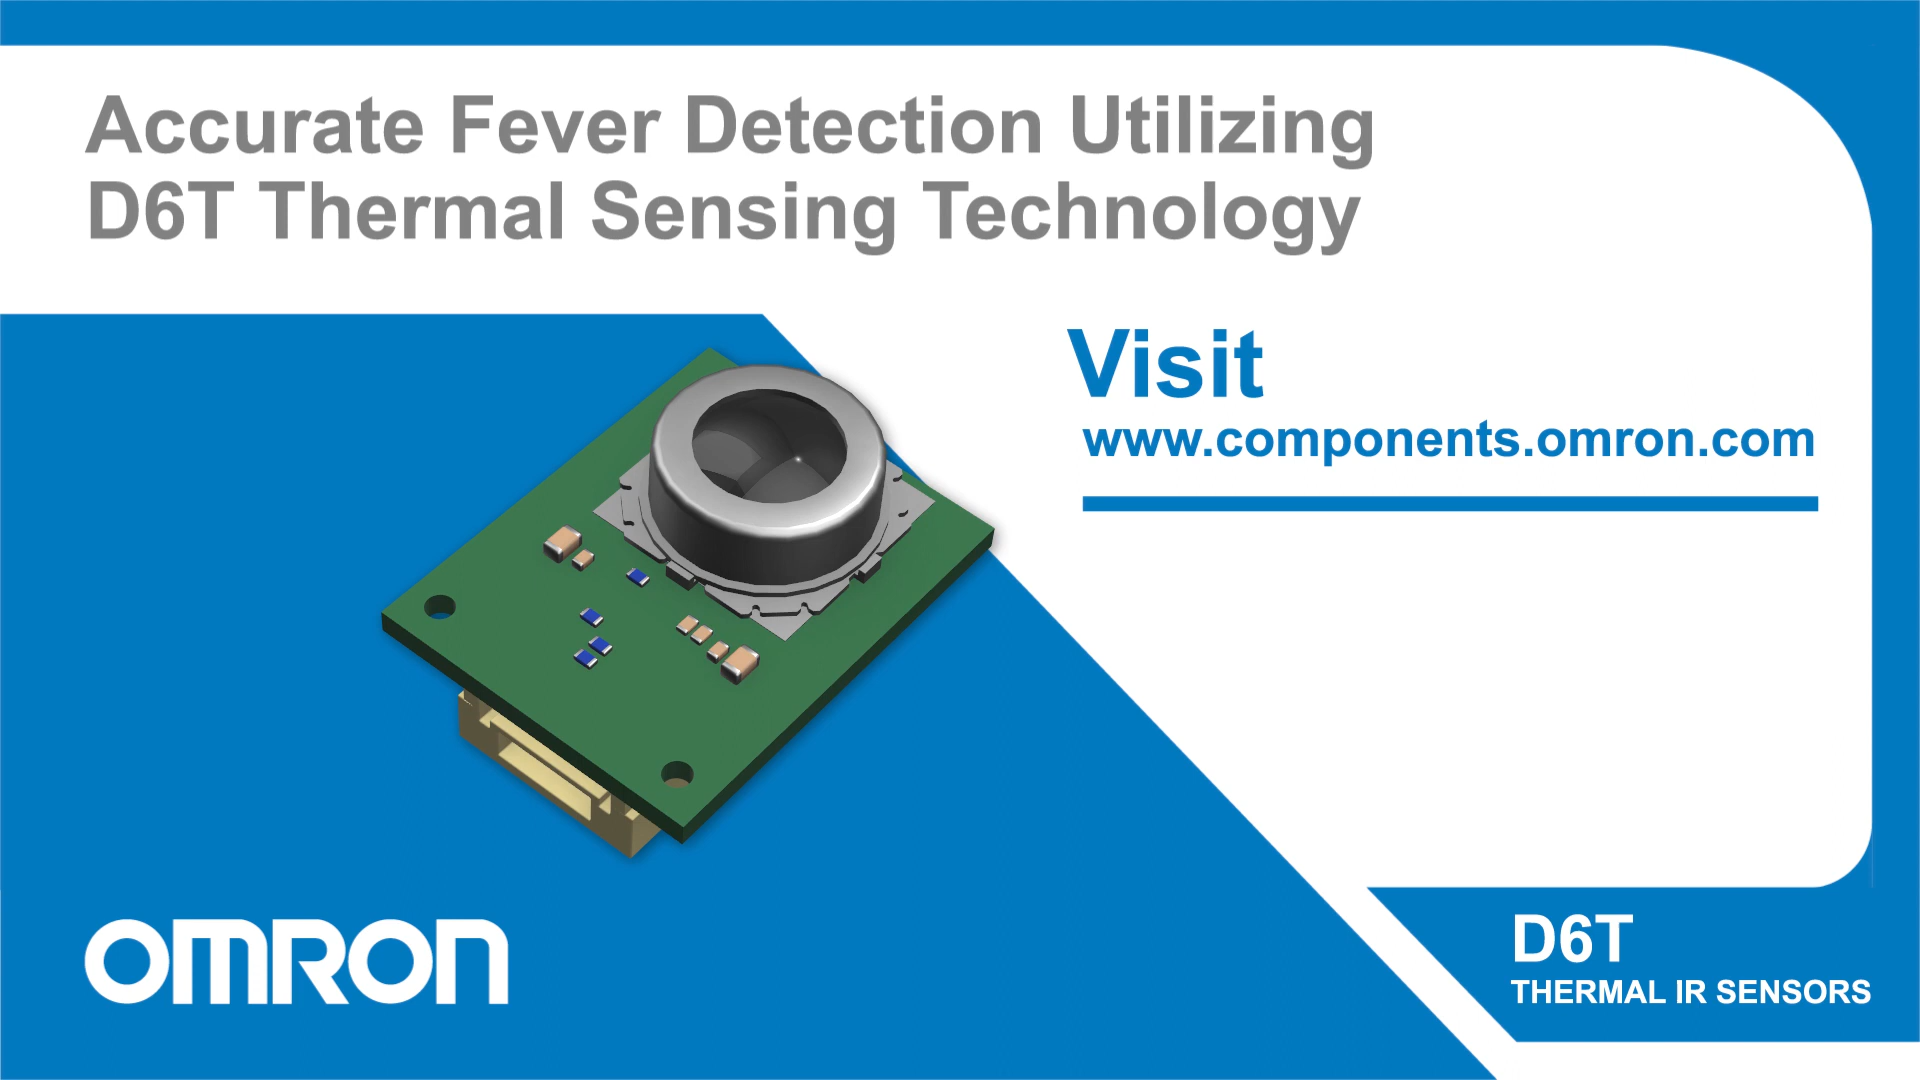 Accurate Fever Detection Utilizing
D6T Thermal Sensing Technology
Visit
www.components.omron.com
OMRON
D6T
THERMAL IR SENSORS